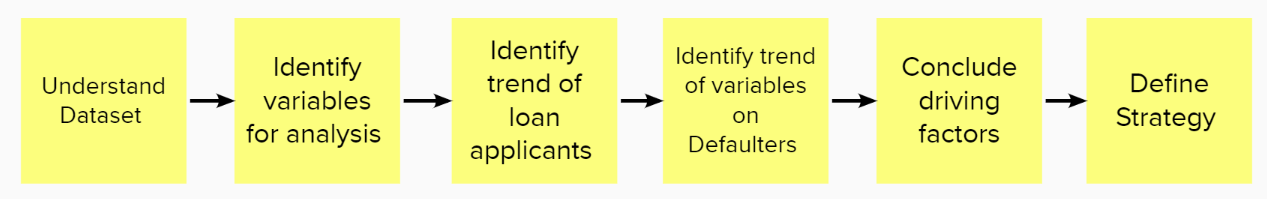 Understand
Dataset
Identify
variables
for analysis
Identify
trend of
loan
applicants
Identify trend
of variables
on
Defaulters
Conclude
driving
factors
Define
Strategy